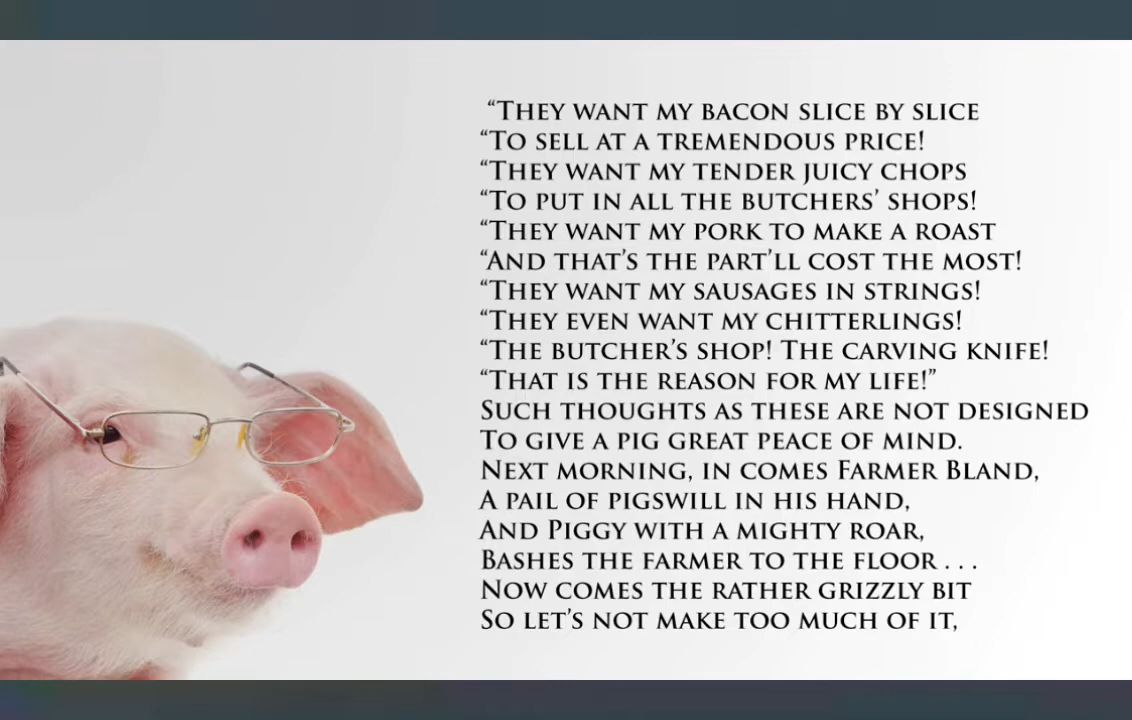 “They want my bacon slice by slice
“To sell at a tremendous price!
“They want my tender juicy chops
“To put in all the butchers’ shops!
“They want my pork to make a roast
“And that’s the part’ll cost the most!
“They want my sausages in strings!
“They even want my chitterlings!
“The butcher’s shop! The carving knife!
“That is the reason for my life!”
Such thoughts as these are not designed
To give a pig great peace of mind.
Next morning, in comes Farmer Bland,
A pail of pigswill in his hand,
And Piggy with a mighty roar,
Bashes the farmer to the floor . . .
Now comes the rather grizzly bit
So let’s not make too much of it,